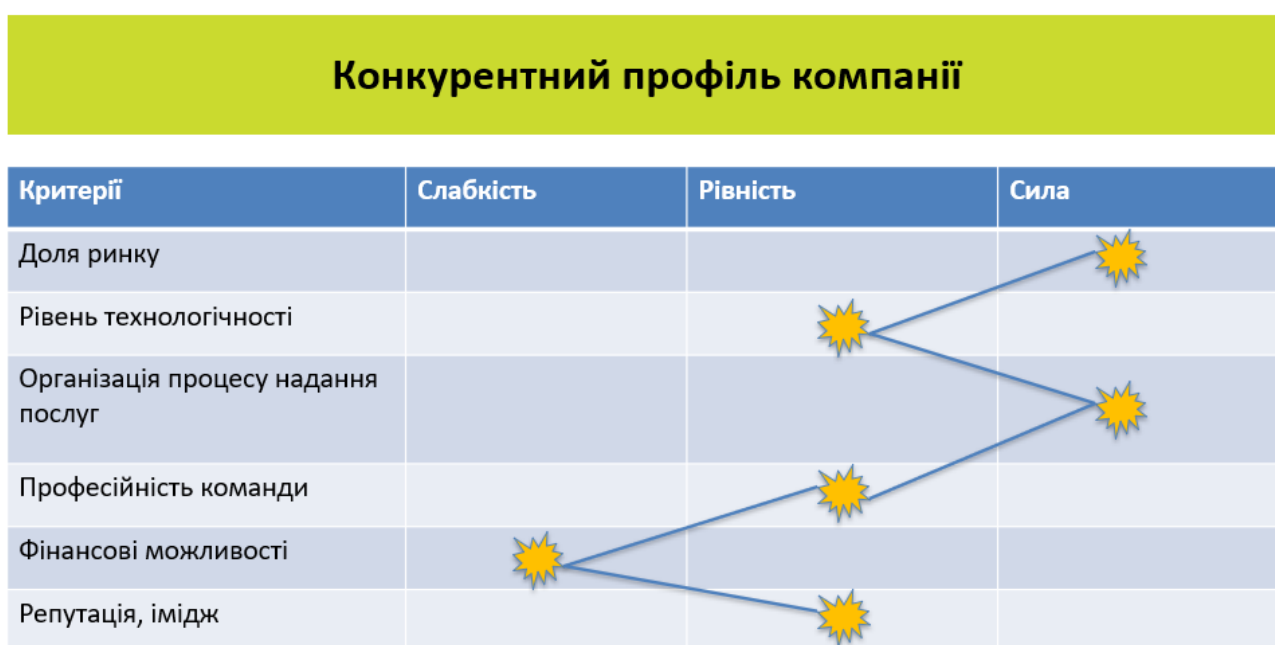 Конкурентний профіль компанії
Критерії Слабкість Рівність Сила
Доля ринку
Рівень технологічності
Організація процесу надання
послуг
Професійність команди
Фінансові можливості
Репутація, імідж